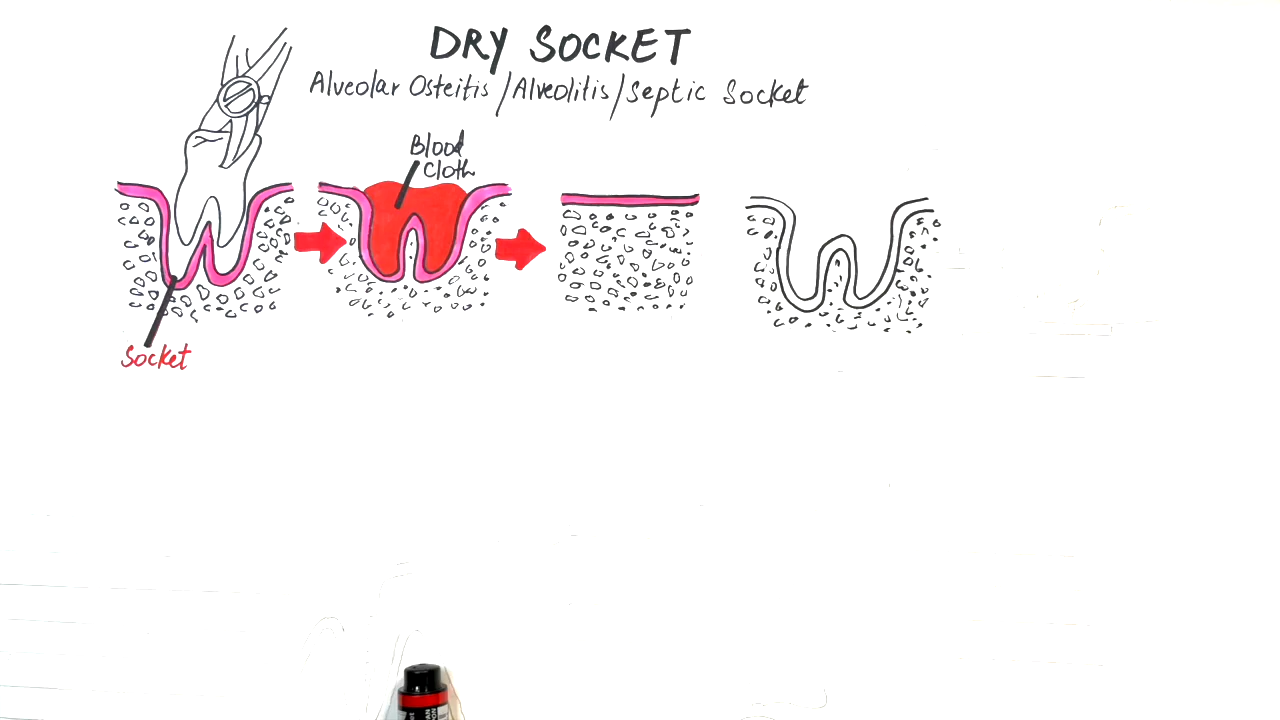 DRY SOCKET
Alveolar Osteitis / Alveolitis / Septic Socket
Blood
Cloth
Socket